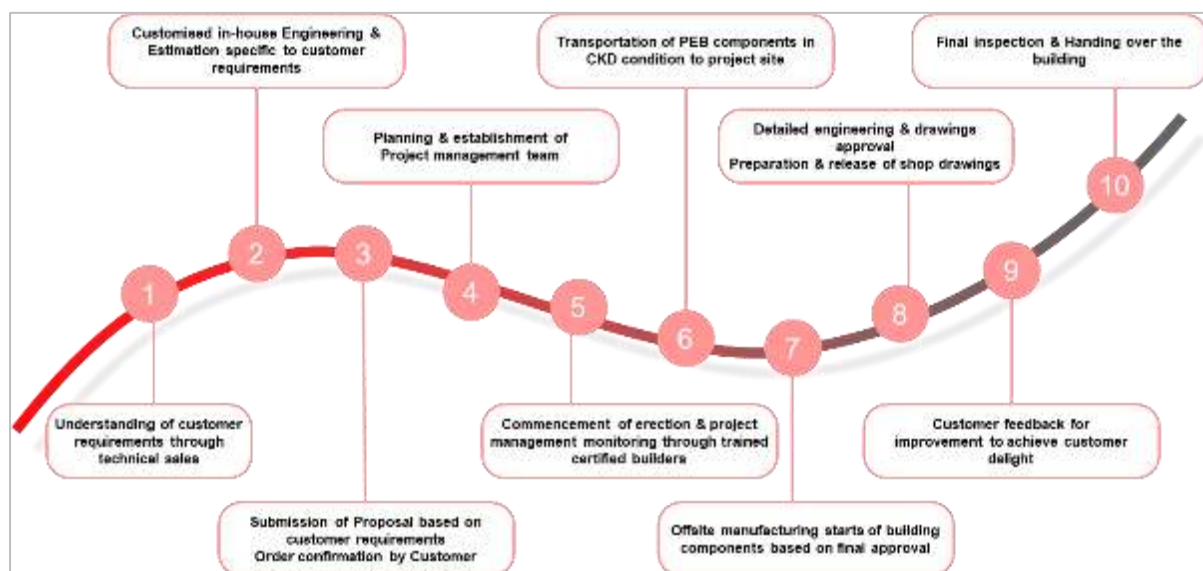 Customised in-house Engineering &
Estimation specific to customer
requirements
Transportation of PEB components in
CKD condition to project site
Final inspection & Handing over the
building
Planning & establishment of
Project management team
Detailed engineering & drawings
approval
Preparation & release of shop drawings
1
2
3
4
5
6
7
8
9
10
Understanding of customer
requirements through
technical sales
Commencement of erection & project
management monitoring through trained
certified builders
Customer feedback for
improvement to achieve customer
delight
Submission of Proposal based on
customer requirements
Order confirmation by Customer
Offsite manufacturing starts of building
components based on final approval